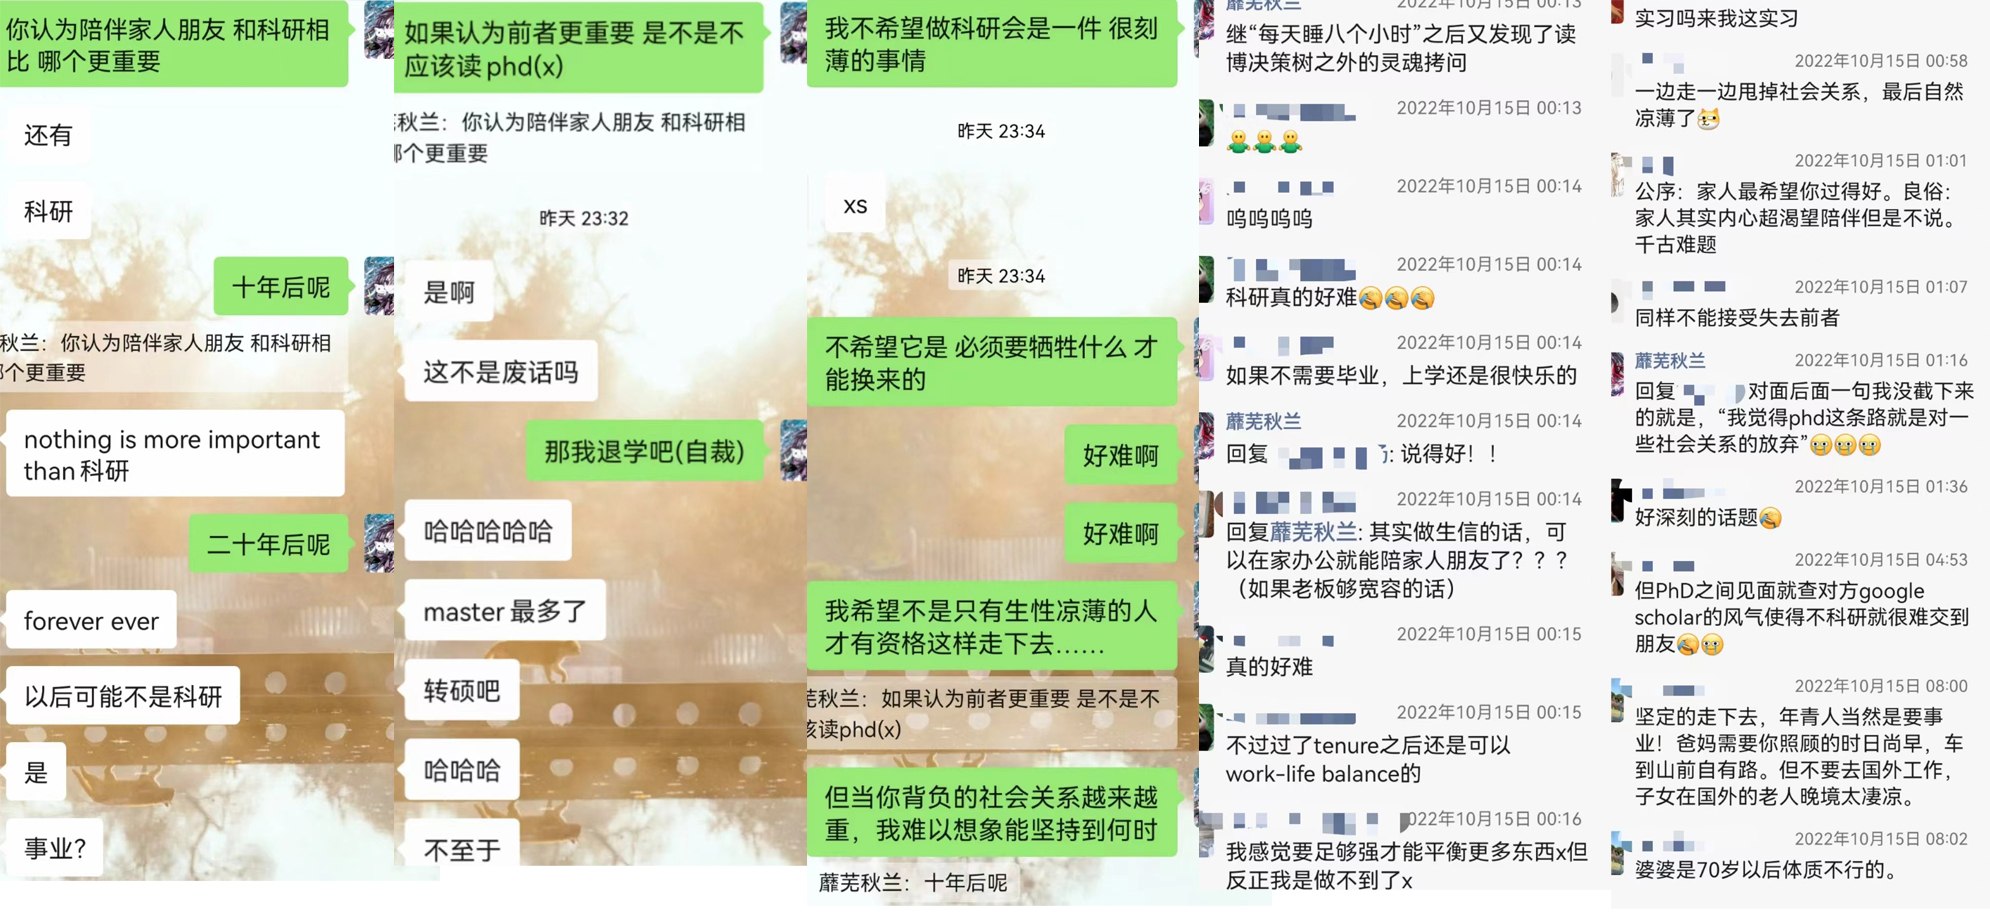 你认为陪伴家人朋友 和科研相
比 哪个更重要
还有
科研
十年后呢
秋兰：你认为陪伴家人朋友 和科研相
个更重要
nothing is more important
than科研
二十年后呢
forever ever
以后可能不是科研
是
事业?
如果认为前者更重要 是不是不
应该读phd(x)
秋兰：你认为陪伴家人朋友 和科研相
哪个更重要
昨天 23:32
是啊
这不是废话吗
那我退学吧(自裁)
哈哈哈哈哈
master最多了
转硕吧
哈哈哈
不至于
我不希望做科研会是一件 很刻
薄的事情
昨天 23:34
xs
昨天 23:34
不希望它是 必须要牺牲什么 才
能换来的
好难啊
好难啊
我希望不是只有生性凉薄的人
才有资格这样走下去……
芜秋兰：如果认为前者更重要 是不是不
该读phd(x)
但当你背负的社会关系越来越
重，我难以想象能坚持到何时
蘼芜秋兰：十年后呢
蘼芜秋兰 2022年10月15日 00:13
继“每天睡八个小时”之后又发现了读
博决策树之外的灵魂拷问
2022年10月15日 00:13
2022年10月15日 00:14
呜呜呜呜
2022年10月15日 00:14
科研真的好难😂😂😂
2022年10月15日 00:14
如果不需要毕业，上学还是很快乐的
蘼芜秋兰 2022年10月15日 00:14
回复 : 说得好！！
2022年10月15日 00:14
回复蘼芜秋兰: 其实做生信的话，可
以在家办公就能陪家人朋友了？？？
（如果老板够宽容的话）
2022年10月15日 00:15
真的好难
2022年10月15日 00:15
不过过了tenure之后还是可以
work-life balance的
022年10月15日 00:16
我感觉要足够强才能平衡更多东西x但
反正我是做不到了x
实习吗来我这实习
2022年10月15日 00:58
一边走一边甩掉社会关系，最后自然
凉薄了
2022年10月15日 01:01
公序：家人最希望你过得好。良俗：
家人其实内心超渴望陪伴但是不说。
千古难题
2022年10月15日 01:07
同样不能接受失去前者
蘼芜秋兰 2022年10月15日 01:16
回复 对面后面一句我没截下来
的就是，“我觉得phd这条路就是对一
些社会关系的放弃”
2022年10月15日 01:36
好深刻的话题
2022年10月15日 04:53
但PhD之间见面就查对方google
scholar的风气使得不科研就很难交到
朋友
2022年10月15日 08:00
坚定的走下去，年青人当然是要事
业！爸妈需要你照顾的时日尚早，车
到山前自有路。但不要去国外工作，
子女在国外的老人晚境太凄凉。
2022年10月15日 08:02
婆婆是70岁以后体质不行的。